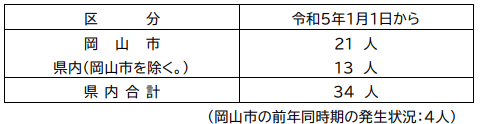 区　　　分　令和5年1月1日から
岡　山　市　21 人
県内(岡山市を除く。)　13 人
県 内 合 計　34 人
(岡山市の前年同時期の発生状況:4人)